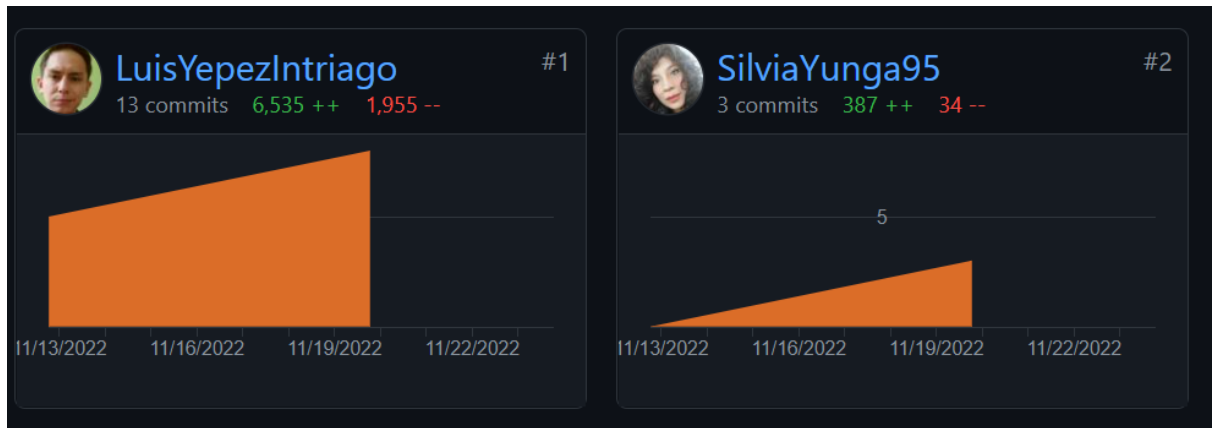 LuisYepezIntriago #1
13 commits 6,535 ++ 1,955 --
11/13/2022 11/16/2022 11/19/2022 11/22/2022
SilviaYunga95 #2
3 commits 387 ++ 34 --
5
11/13/2022 11/16/2022 11/19/2022 11/22/2022